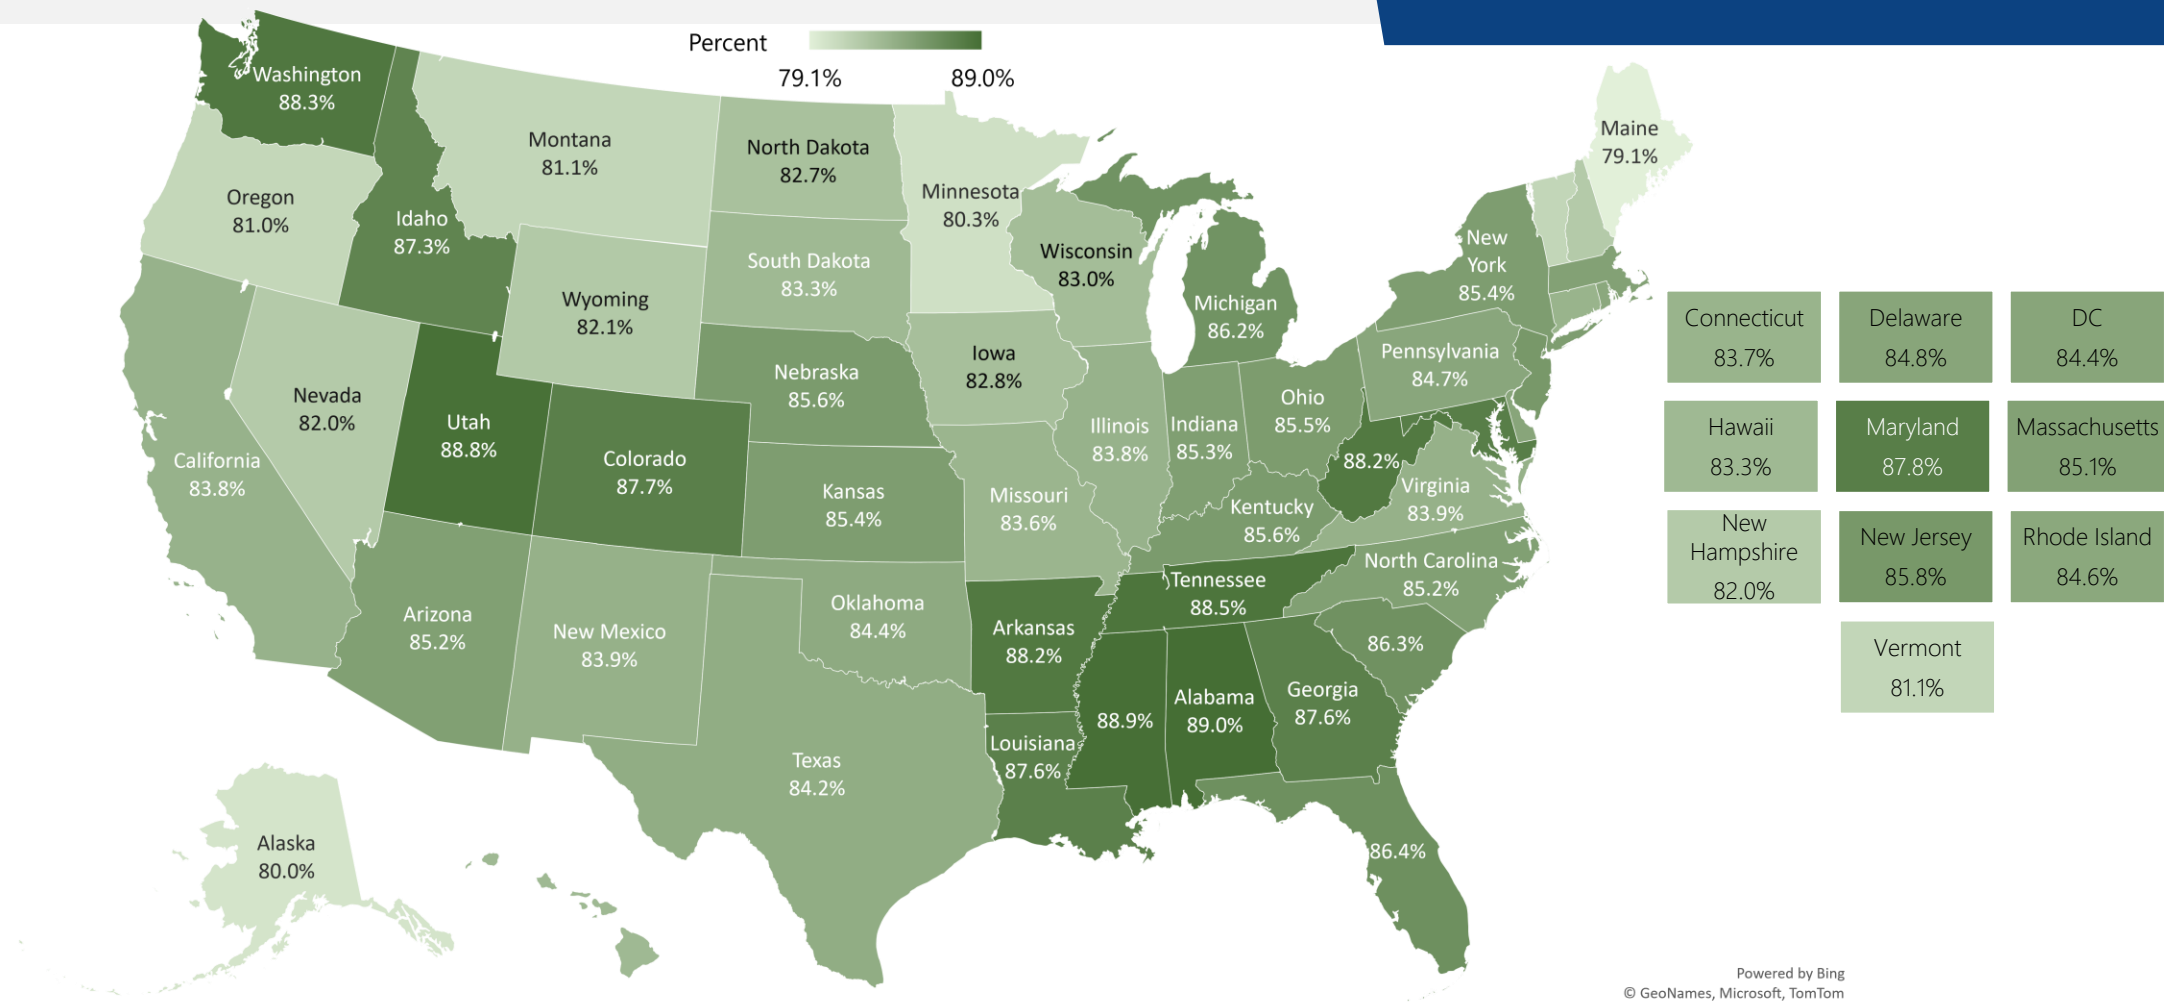 Percent
79.1%
89.0%
Washington
88.3%
Montana
81.1%
North Dakota
82.7%
Minnesota
80.3%
Maine
79.1%
Oregon
81.0%
Idaho
87.3%
South Dakota
83.3%
Wisconsin
83.0%
Michigan
86.2%
New
York
85.4%
Wyoming
82.1%
Nevada
82.0%
Utah
88.8%
Colorado
87.7%
Nebraska
85.6%
Iowa
82.8%
Illinois
83.8%
Indiana
85.3%
Ohio
85.5%
Pennsylvania
84.7%
California
83.8%
Kansas
85.4%
Missouri
83.6%
Kentucky
85.6%
88.2%
Virginia
83.9%
Arizona
85.2%
New Mexico
83.9%
Oklahoma
84.4%
Arkansas
88.2%
Tennessee
88.5%
North Carolina
85.2%
86.3%
Texas
84.2%
Louisiana
87.6%
88.9%
Alabama
89.0%
Georgia
87.6%
86.4%
Alaska
80.0%
Connecticut
83.7%
Delaware
84.8%
DC
84.4%
Hawaii
83.3%
Maryland
87.8%
Massachusetts
85.1%
New
Hampshire
82.0%
New Jersey
85.8%
Rhode Island
84.6%
Vermont
81.1%
Powered by Bing
© GeoNames, Microsoft, TomTom